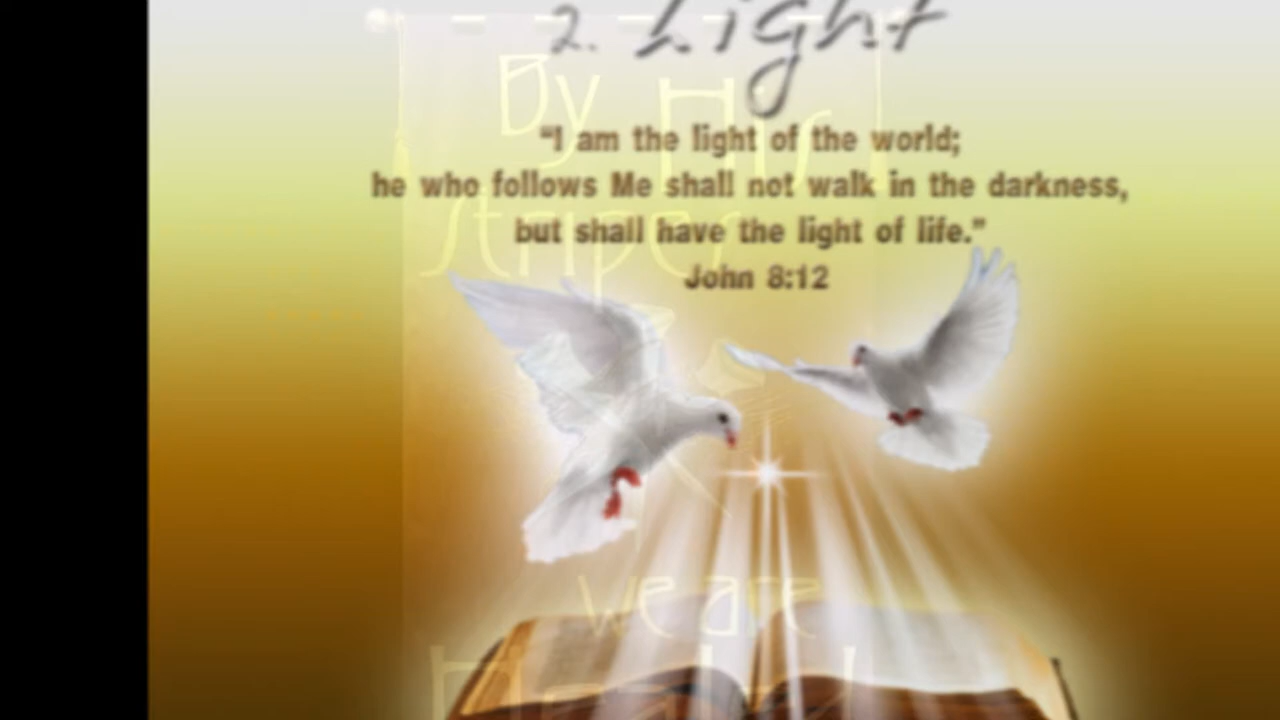 2. Light
By His
"I am the light of the world;
he who follows Me shall not walk in the darkness,
Stripes
but shall have the light of life."
John 8:12
we are